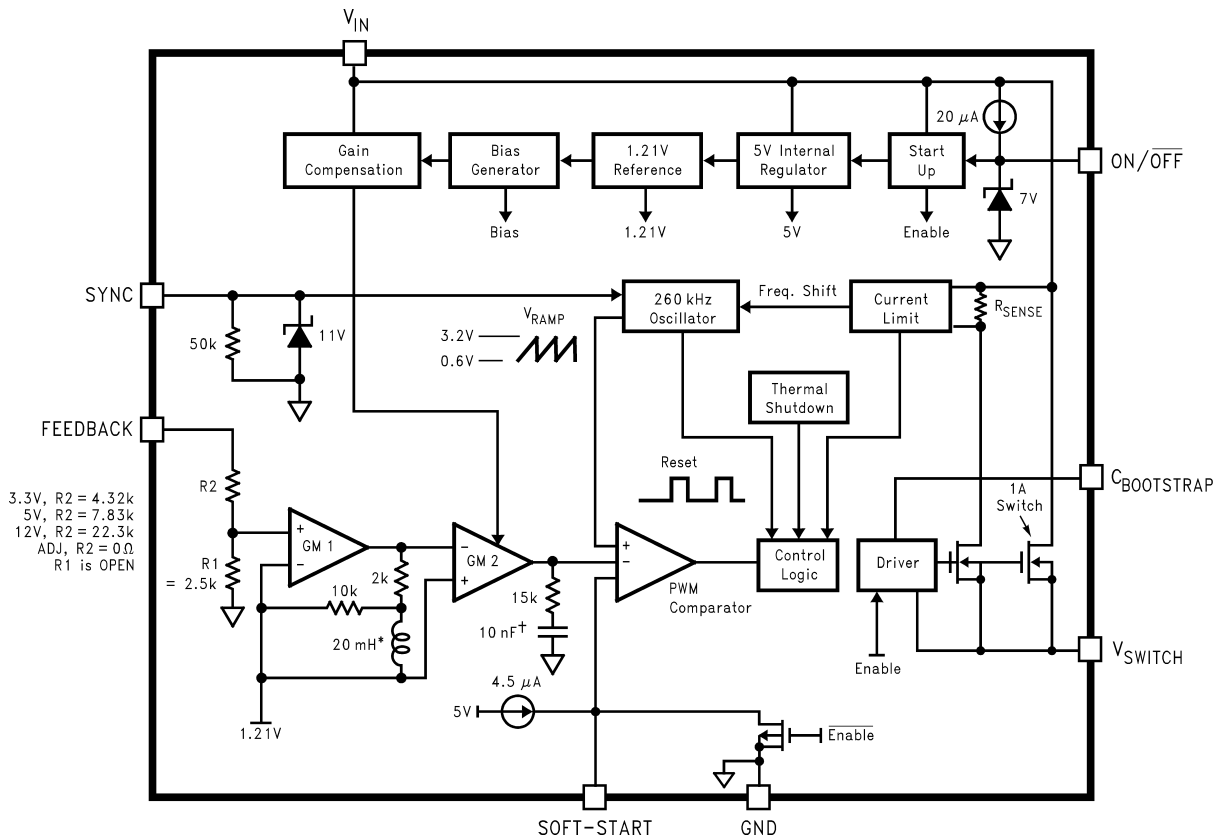 VIN
20 μA
Gain
Compensation
Bias
Generator
1.21V
Reference
5V Internal
Regulator
Start
Up
ON/OFF
7V
Bias
1.21V
5V
Enable
SYNC
50k
11V
VRAMP
3.2V
0.6V
260 kHz
Oscillator
Freq. Shift
Current
Limit
RSENSE
Thermal
Shutdown
FEEDBACK
Reset
CBOOTSTRAP
3.3V, R2 = 4.32k
5V, R2 = 7.83k
12V, R2 = 22.3k
ADJ, R2 = 0Ω
R1 is OPEN
R2
R1
= 2.5k
+
GM 1
−
2k
10k
20 mH*
−
GM 2
+
15k
10 nF†
+
−
PWM
Comparator
Control
Logic
Driver
1A
Switch
Enable
VSWITCH
1.21V
4.5 μA
5V
Enable
SOFT-START
GND